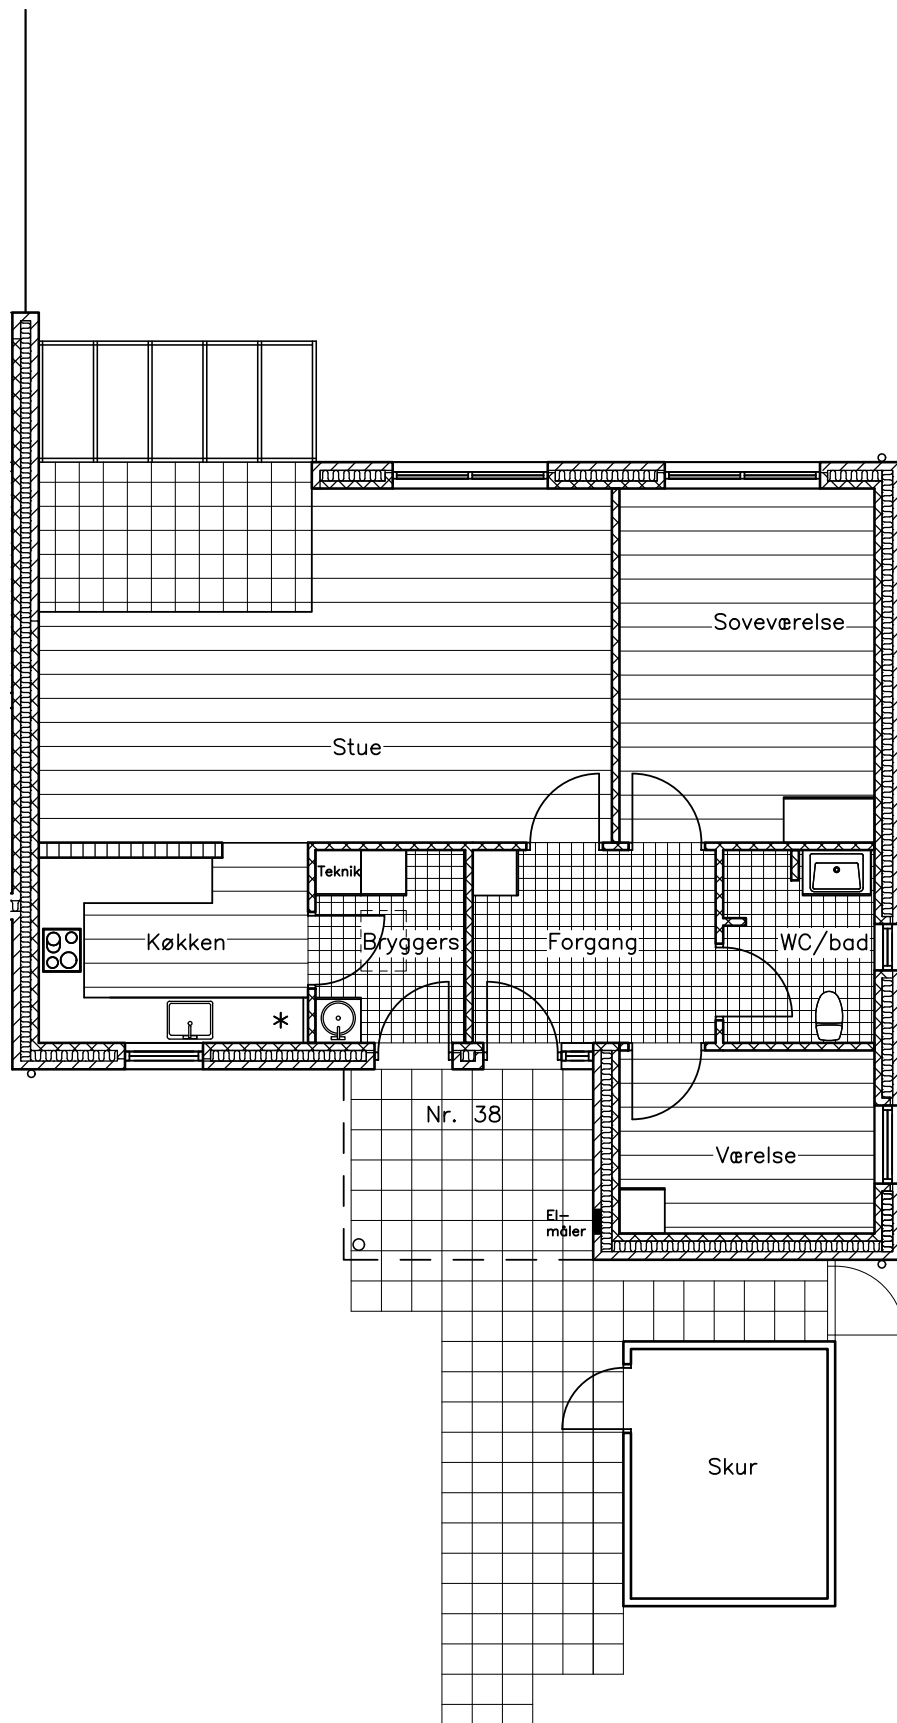 Soveværelse
Stue
Teknik
Køkken
Bryggers
Forgang
WC/bad
Nr. 38
Værelse
El-
måler
Skur